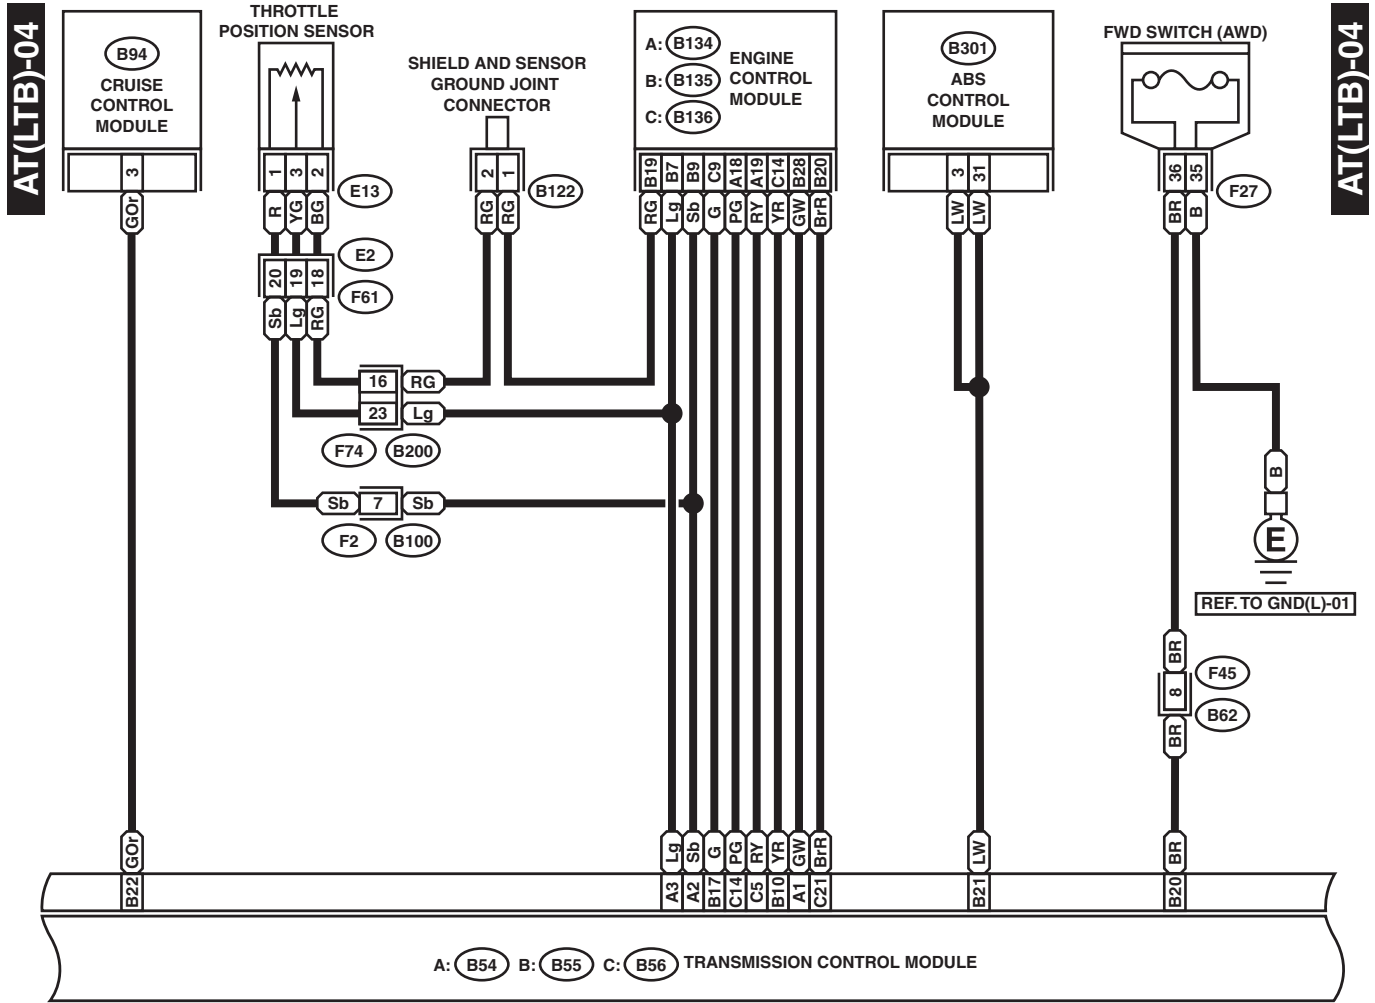 AT(LTB)-04
AT(LTB)-04
B94
CRUISE
CONTROL
MODULE
3
GOr
THROTTLE
POSITION SENSOR
1 3 2
E13
R YG BG
E2
20 19 18
F61
Sb Lg RG
SHIELD AND SENSOR
GROUND JOINT
CONNECTOR
2 1
B122
RG RG
A: B134
B: B135
C: B136
ENGINE
CONTROL
MODULE
B19 B7 B9 C9 A18 A19 C14 B28 B20
RG Lg Sb G PG RY YR GW BrR
B301
ABS
CONTROL
MODULE
3 31
LW LW
FWD SWITCH (AWD)
36 35
F27
BR B
16 RG
23 Lg
F74 B200
Sb 7 Sb
F2 B100
B
E
REF. TO GND(L)-01
BR
F45
8
B62
BR
GOr Lg Sb G PG RY YR GW BrR LW BR
B22 A3 A2 B17 C14 C5 B10 A1 C21 B21 B20
A: B54 B: B55 C: B56 TRANSMISSION CONTROL MODULE